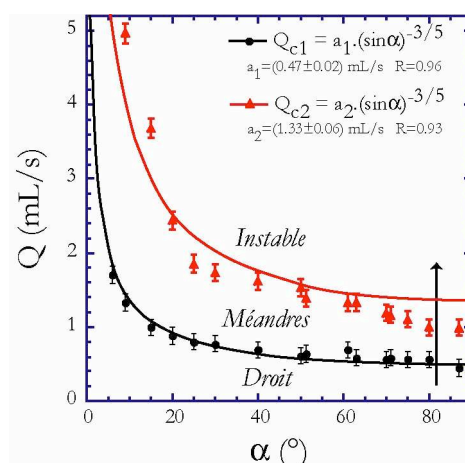 Q_c1 = a_1.(sinα)^-3/5
a_1=(0.47±0.02) mL/s R=0.96
Q_c2 = a_2.(sinα)^-3/5
a_2=(1.33±0.06) mL/s R=0.93
Q (mL/s)
5
4
3
2
1
0
Instable
Méandres
Droit
0 20 40 60 80
α (°)